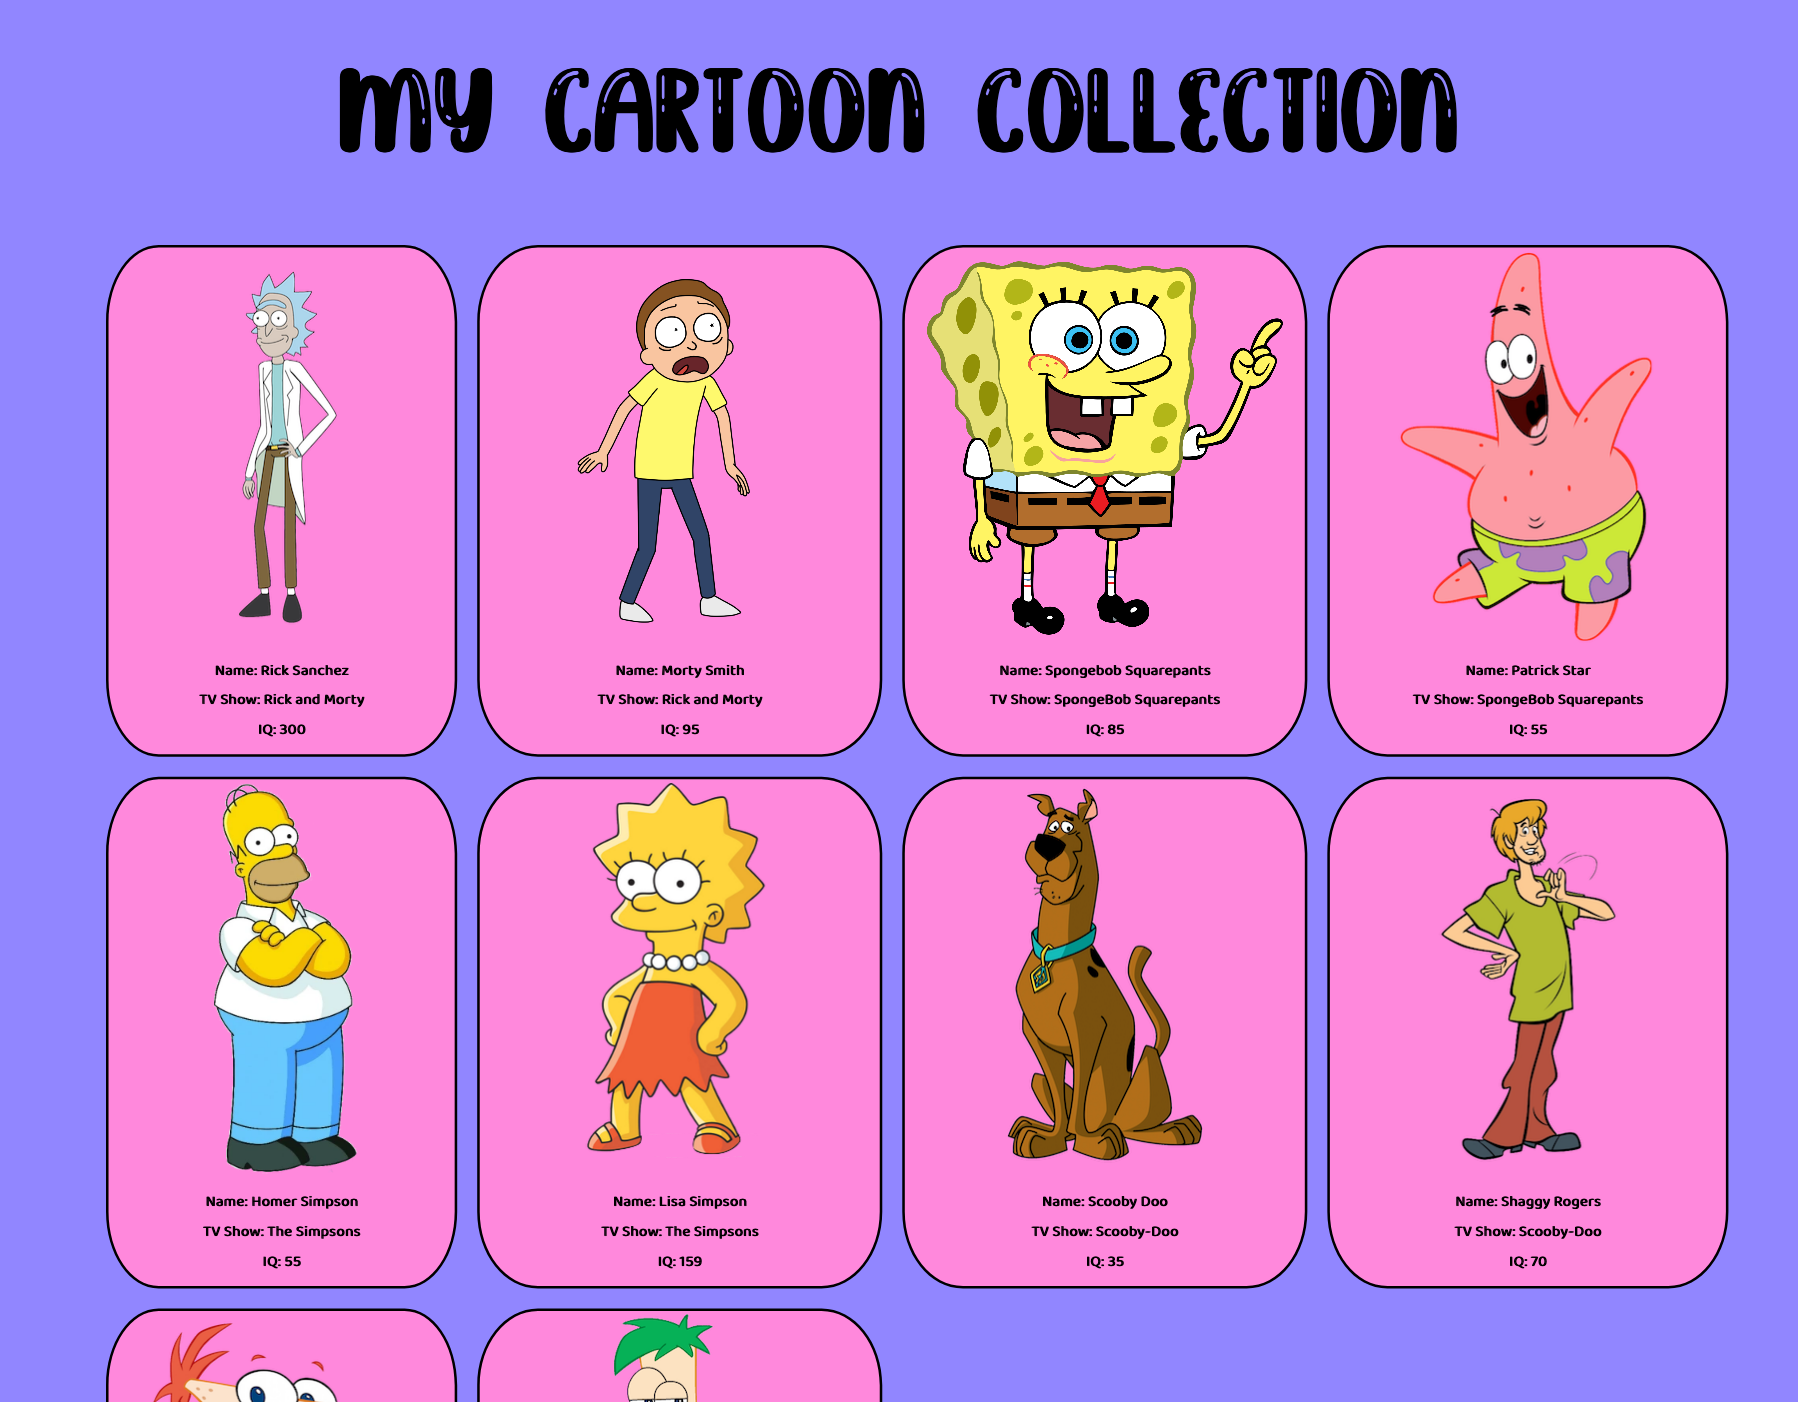 MY CARTOON COLLECTION
Name: Rick Sanchez
TV Show: Rick and Morty
IQ: 300
Name: Morty Smith
TV Show: Rick and Morty
IQ: 95
Name: Spongebob Squarepants
TV Show: SpongeBob Squarepants
IQ: 85
Name: Patrick Star
TV Show: SpongeBob Squarepants
IQ: 55
Name: Homer Simpson
TV Show: The Simpsons
IQ: 55
Name: Lisa Simpson
TV Show: The Simpsons
IQ: 159
Name: Scooby Doo
TV Show: Scooby-Doo
IQ: 35
Name: Shaggy Rogers
TV Show: Scooby-Doo
IQ: 70